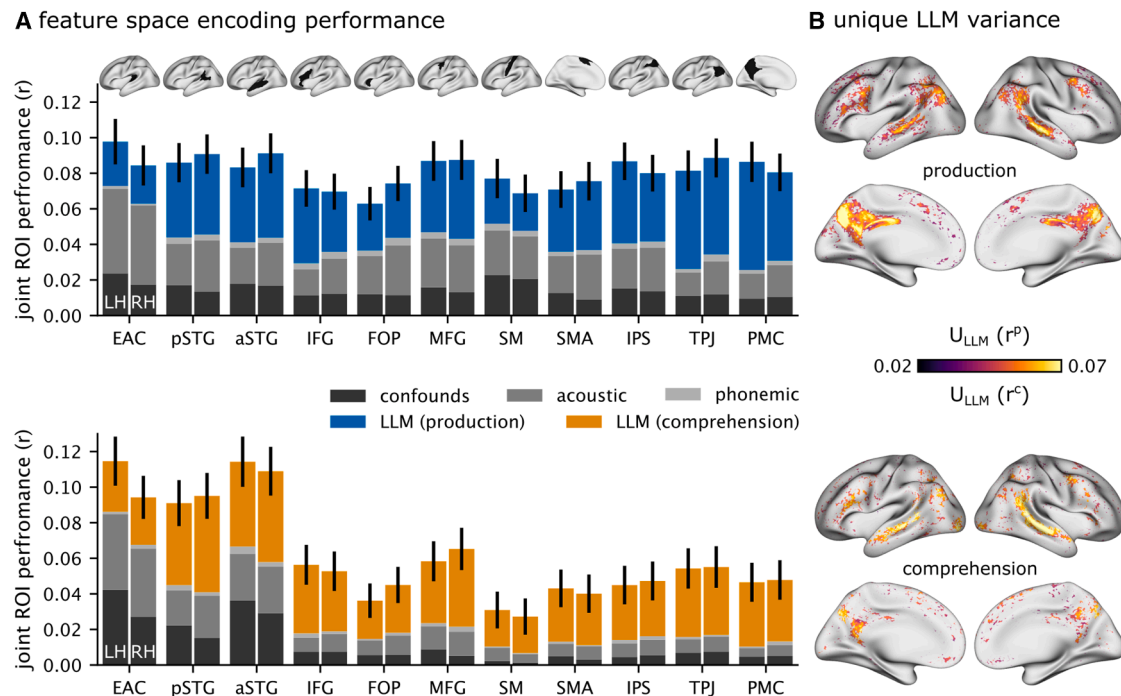 A feature space encoding performance
joint ROI perfromance (r)
0.12
0.10
0.08
0.06
0.04
0.02
0.00
LH RH
EAC pSTG aSTG IFG FOP MFG SM SMA IPS TPJ PMC
confounds acoustic phonemic
LLM (production) LLM (comprehension)
joint ROI perfromance (r)
0.12
0.10
0.08
0.06
0.04
0.02
0.00
LH RH
EAC pSTG aSTG IFG FOP MFG SM SMA IPS TPJ PMC
B unique LLM variance
production
U_LLM (r^p)
0.02 0.07
U_LLM (r^c)
comprehension